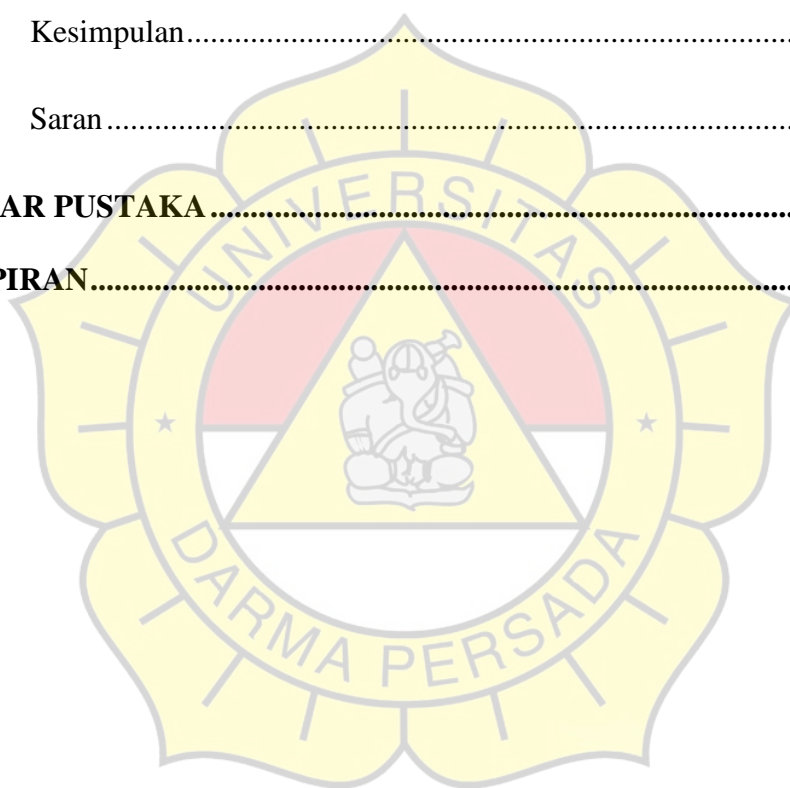 Kesimpulan..........................................................................
Saran....................................................................................
AR PUSTAKA.......................................................................
PIRAN.......................................................................................
UNIVERSITAS
DARMA PERSADA